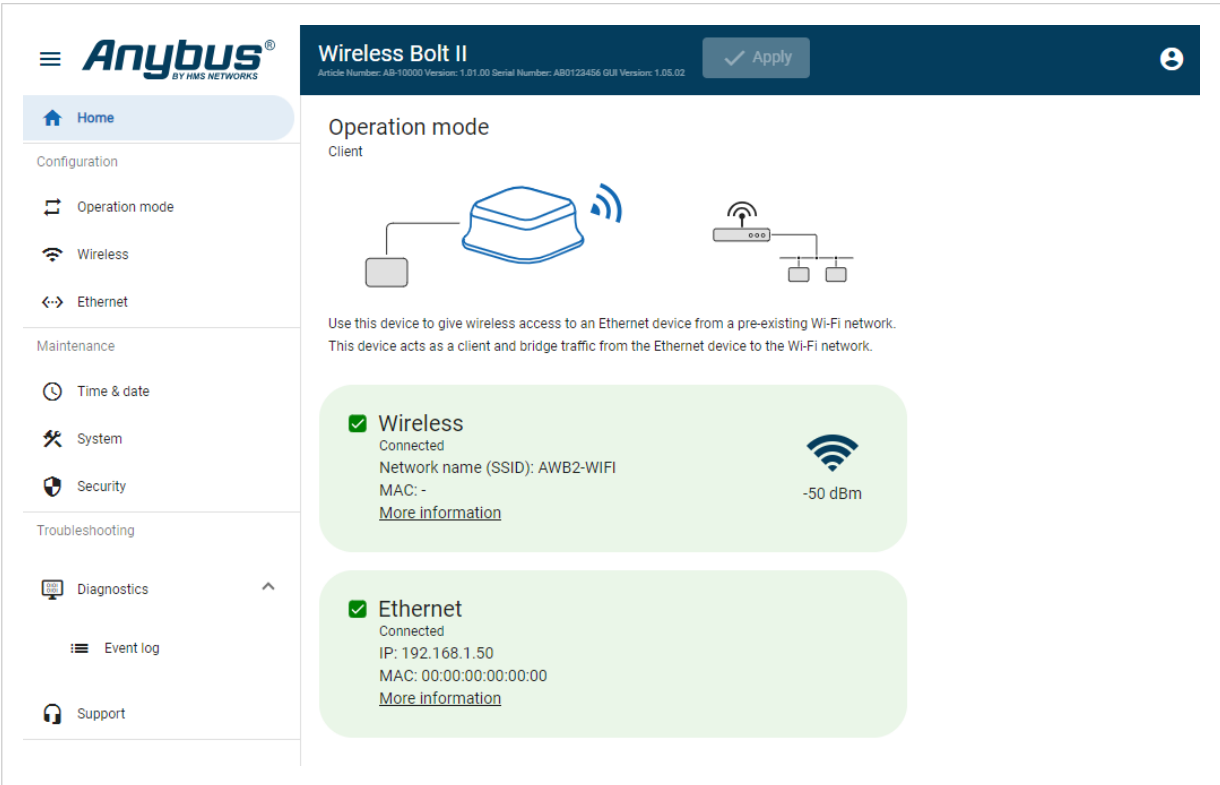 Anybus®
BY HMS NETWORKS
Wireless Bolt II
Article Number: AB-10000 Version: 1.01.00 Serial Number: AB0123456 GUI Version: 1.05.02
Apply
Home
Configuration
Operation mode
Wireless
Ethernet
Maintenance
Time & date
System
Security
Troubleshooting
Diagnostics
Event log
Support
Operation mode
Client
Use this device to give wireless access to an Ethernet device from a pre-existing Wi-Fi network.
This device acts as a client and bridge traffic from the Ethernet device to the Wi-Fi network.
Wireless
Connected
Network name (SSID): AWB2-WIFI
MAC: -
More information
-50 dBm
Ethernet
Connected
IP: 192.168.1.50
MAC: 00:00:00:00:00:00
More information